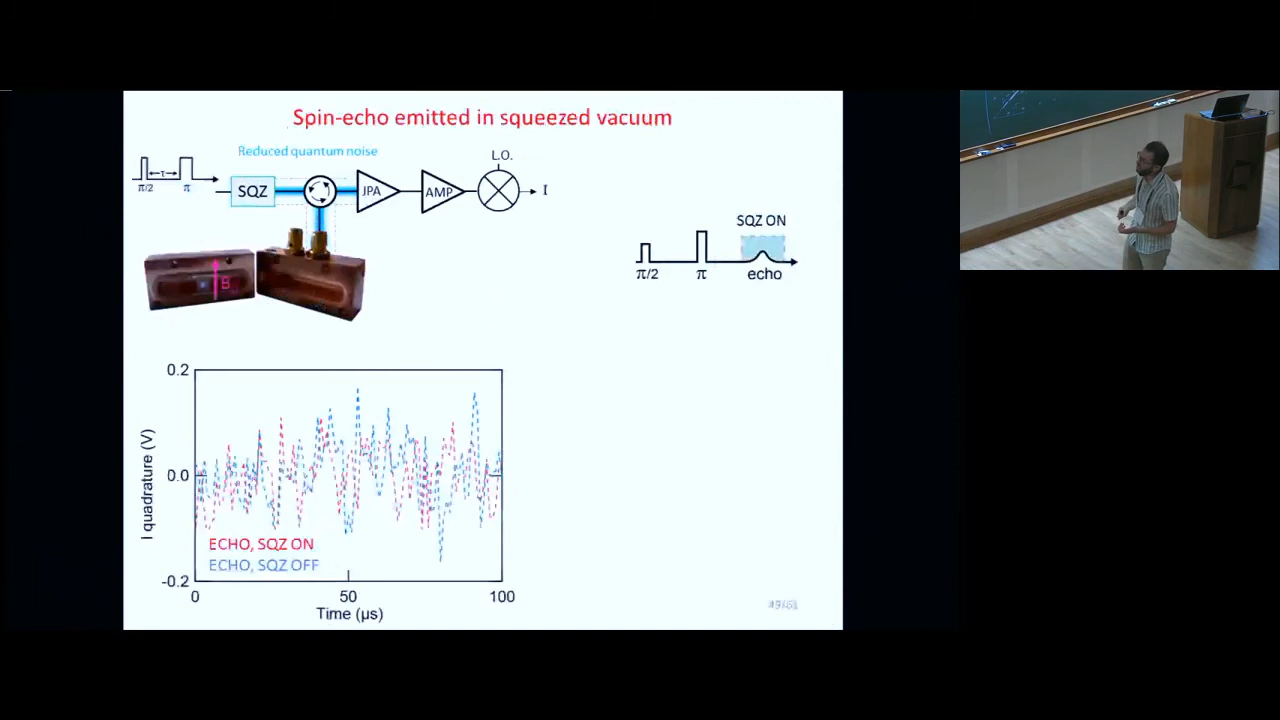 Spin-echo emitted in squeezed vacuum
Reduced quantum noise
L.O.
τ
π/2
π
SQZ
JPA
AMP
I
B
SQZ ON
π/2
π
echo
0.2
0.0
-0.2
I quadrature (V)
ECHO, SQZ ON
ECHO, SQZ OFF
0
50
100
Time (µs)